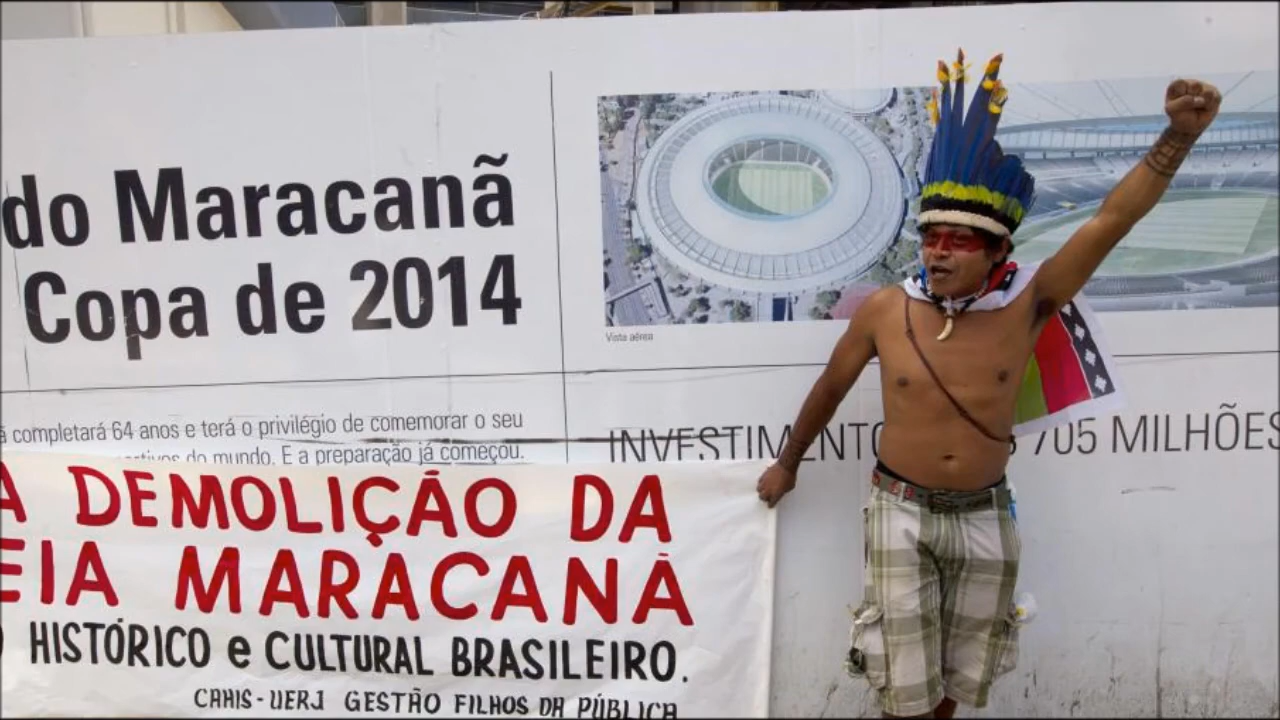 do Maracanã
Copa de 2014
Vista aérea
completará 64 anos e terá o privilégio de comemorar o seu
do mundo. E a preparação já começou.
705 MILHÕES
A DEMOLIÇÃO DA
EIA MARACANÃ
HISTÓRICO e CULTURAL BRASILEIRO.
CAHIS-UERJ GESTÃO FILHOS DA PÚBLICA